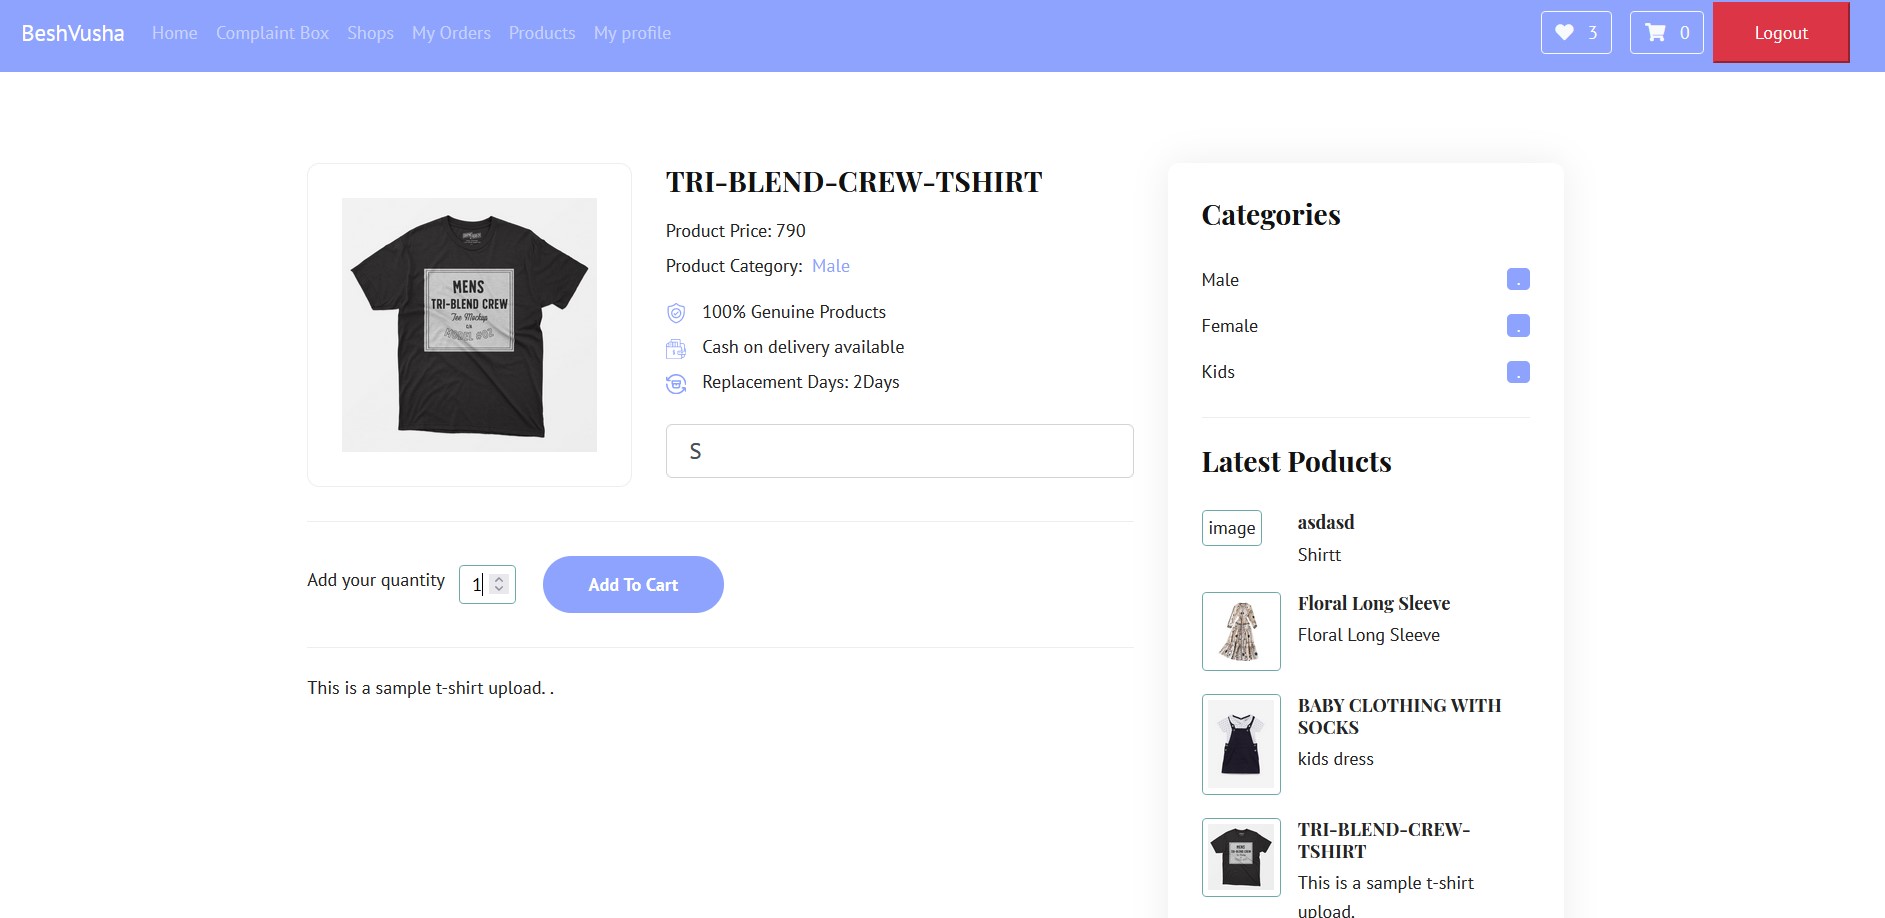 BeshVusha Home Complaint Box Shops My Orders Products My profile 3 0 Logout
TRI-BLEND-CREW-TSHIRT
Product Price: 790
Product Category: Male
100% Genuine Products
Cash on delivery available
Replacement Days: 2Days
S
MENS
TRI-BLEND CREW
Tee Mockup
MODEL #02
Add your quantity 1 Add To Cart
This is a sample t-shirt upload. .
Categories
Male .
Female .
Kids .
Latest Poducts
image
asdasd
Shirtt
Floral Long Sleeve
Floral Long Sleeve
BABY CLOTHING WITH
SOCKS
kids dress
TRI-BLEND-CREW-
TSHIRT
This is a sample t-shirt
upload.